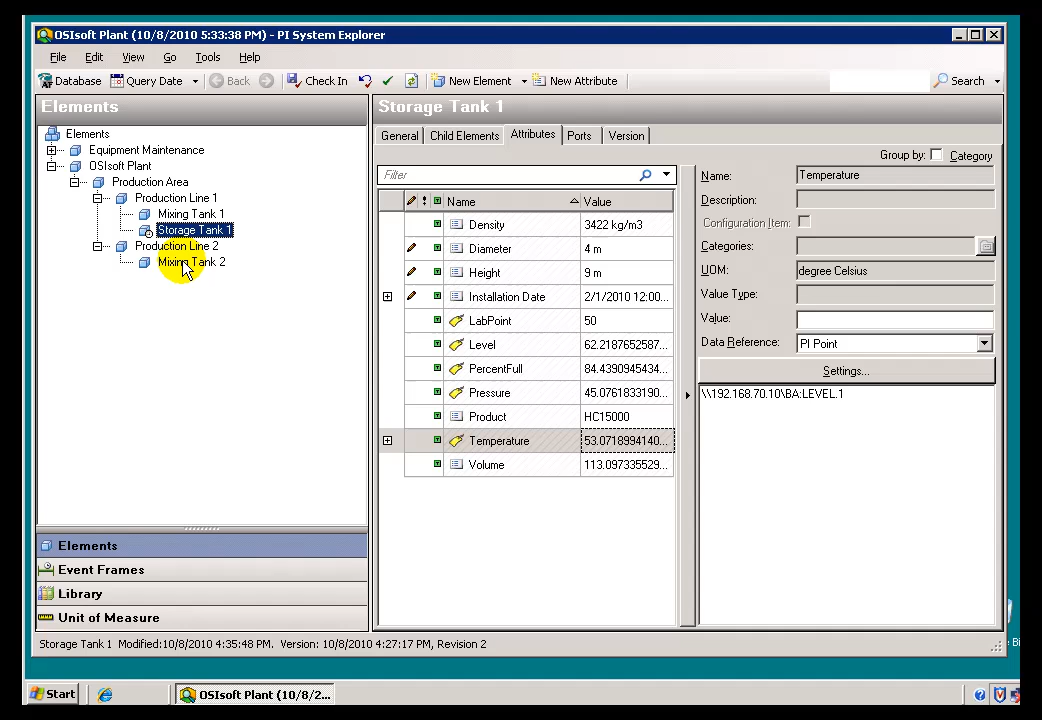 OSIsoft Plant (10/8/2010 5:33:38 PM) - PI System Explorer
File Edit View Go Tools Help
Database Query Date Back Check In New Element New Attribute Search
Elements
Elements
Equipment Maintenance
OSIsoft Plant
Production Area
Production Line 1
Mixing Tank 1
Storage Tank 1
Production Line 2
Mixing Tank 2
Elements
Event Frames
Library
Unit of Measure
Storage Tank 1
General Child Elements Attributes Ports Version
Group by: Category
Filter
Name Value
Density 3422 kg/m3
Diameter 4 m
Height 9 m
Installation Date 2/1/2010 12:00...
LabPoint 50
Level 62.2187652587...
PercentFull 84.4390945434...
Pressure 45.0761833190...
Product HC15000
Temperature 53.0718994140...
Volume 113.097335529...
Name: Temperature
Description:
Configuration Item:
Categories:
UOM: degree Celsius
Value Type:
Value:
Data Reference: PI Point
Settings...
\\192.168.70.10\BA:LEVEL.1
Storage Tank 1 Modified:10/8/2010 4:35:48 PM. Version: 10/8/2010 4:27:17 PM, Revision 2
Start OSIsoft Plant (10/8/2...